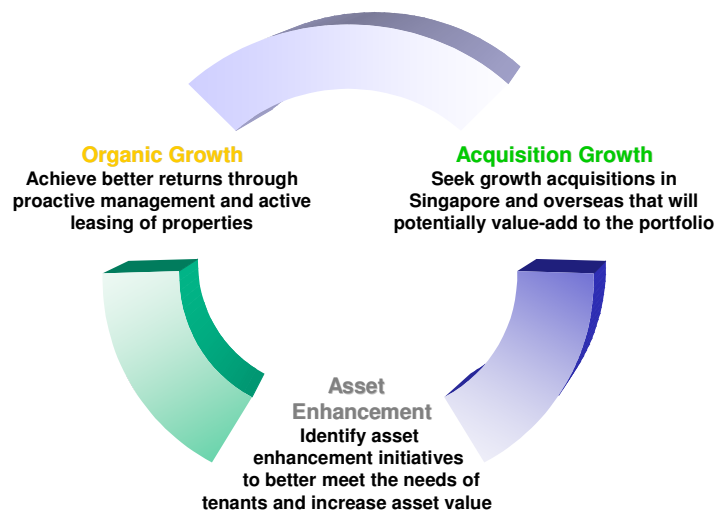 Organic Growth
Achieve better returns through
proactive management and active
leasing of properties
Acquisition Growth
Seek growth acquisitions in
Singapore and overseas that will
potentially value-add to the portfolio
Asset
Enhancement
Identify asset
enhancement initiatives
to better meet the needs of
tenants and increase asset value